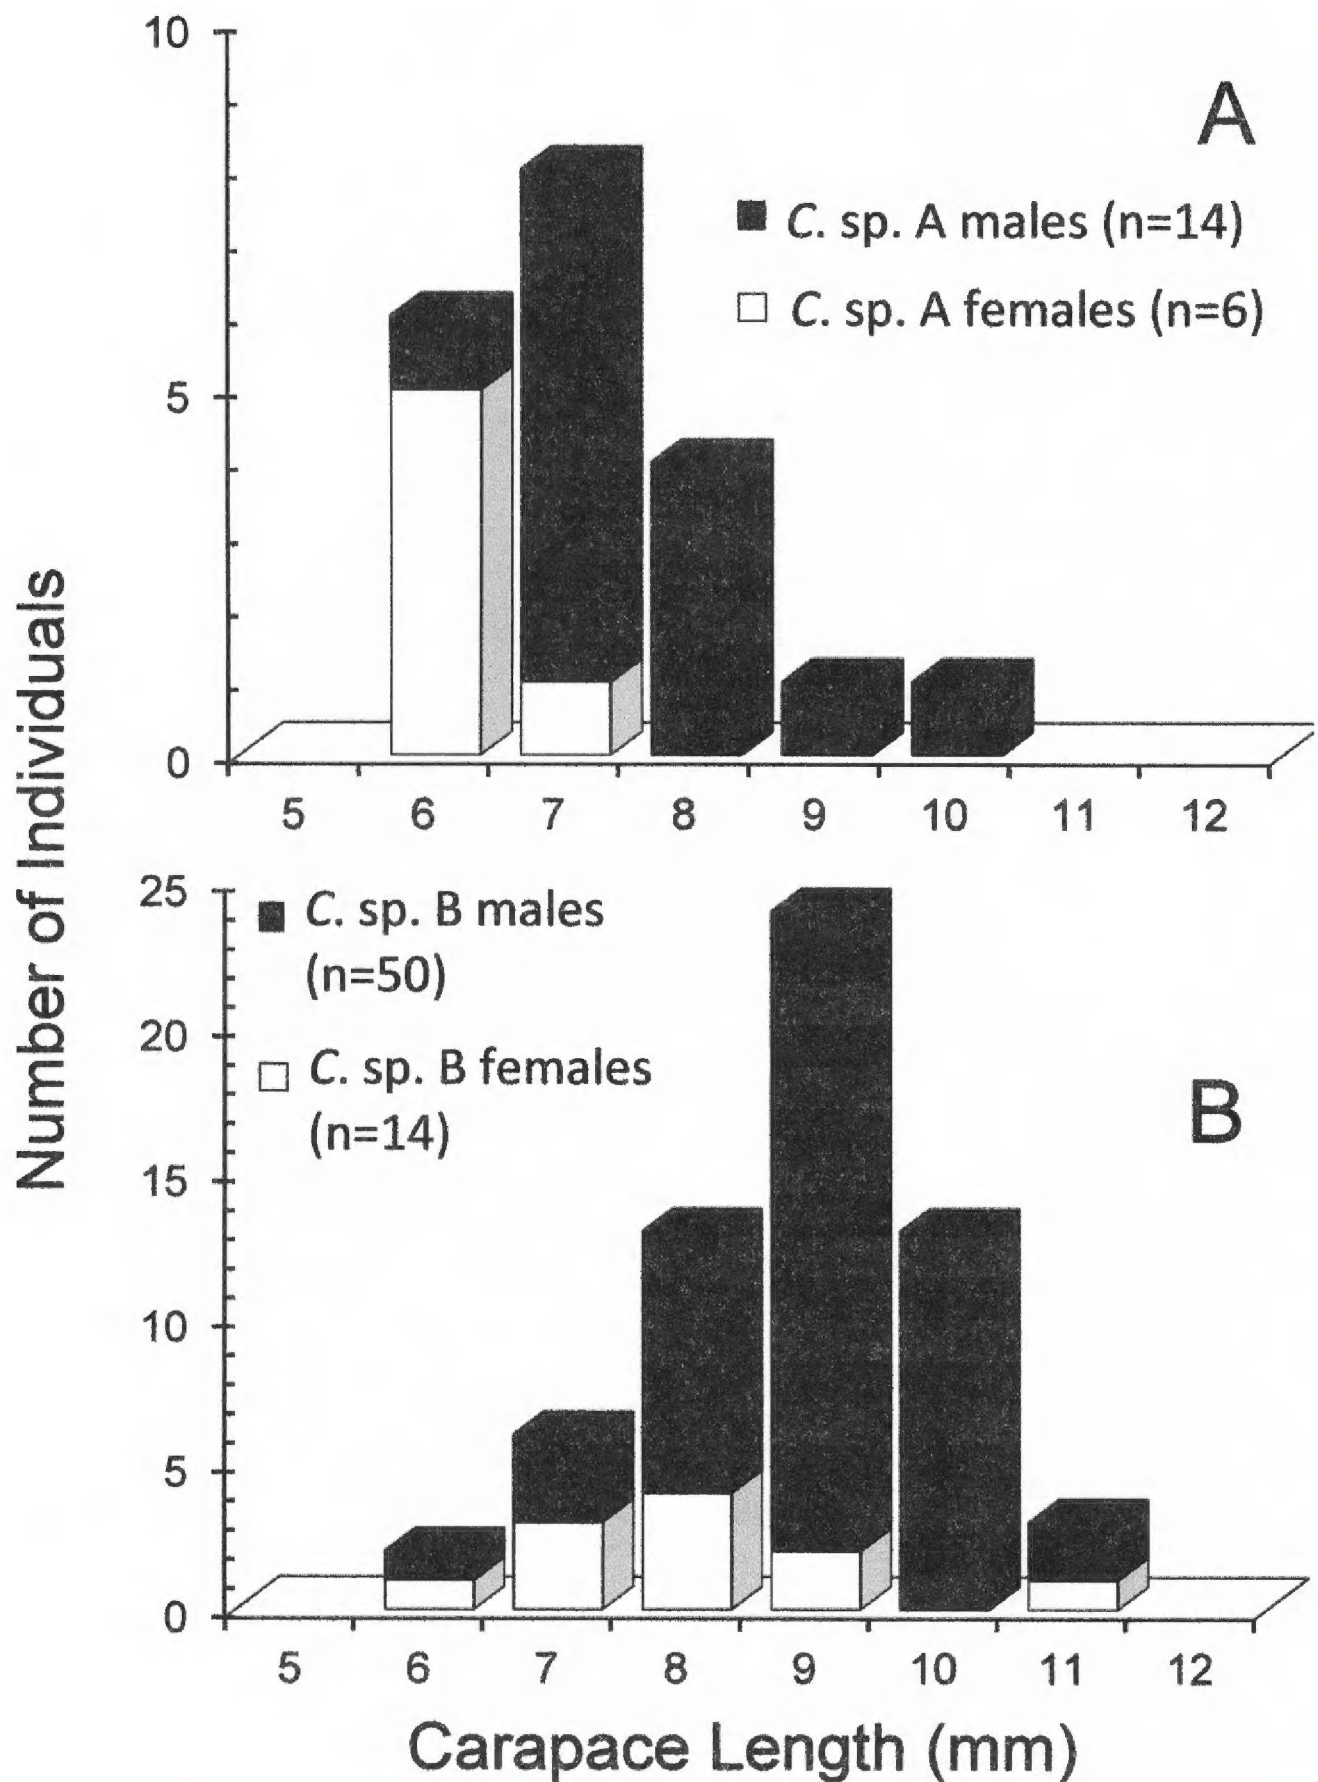 Number of Individuals
10
5
0
A
C. sp. A males (n=14)
C. sp. A females (n=6)
5 6 7 8 9 10 11 12
25
20
15
10
5
0
C. sp. B males
(n=50)
C. sp. B females
(n=14)
B
5 6 7 8 9 10 11 12
Carapace Length (mm)